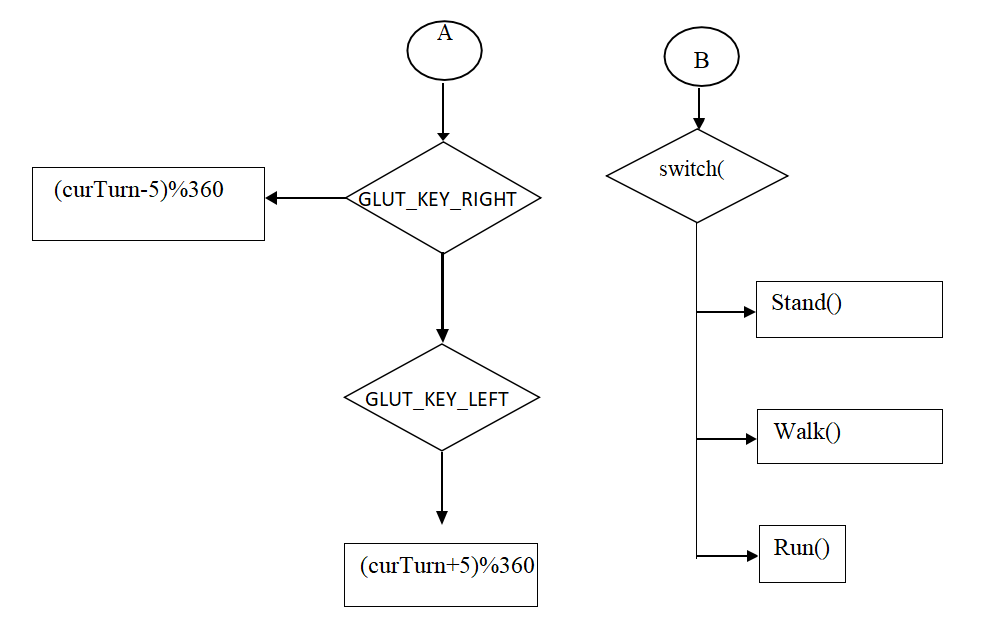 A
GLUT_KEY_RIGHT
(curTurn-5)%360
GLUT_KEY_LEFT
(curTurn+5)%360
B
switch(
Stand()
Walk()
Run()